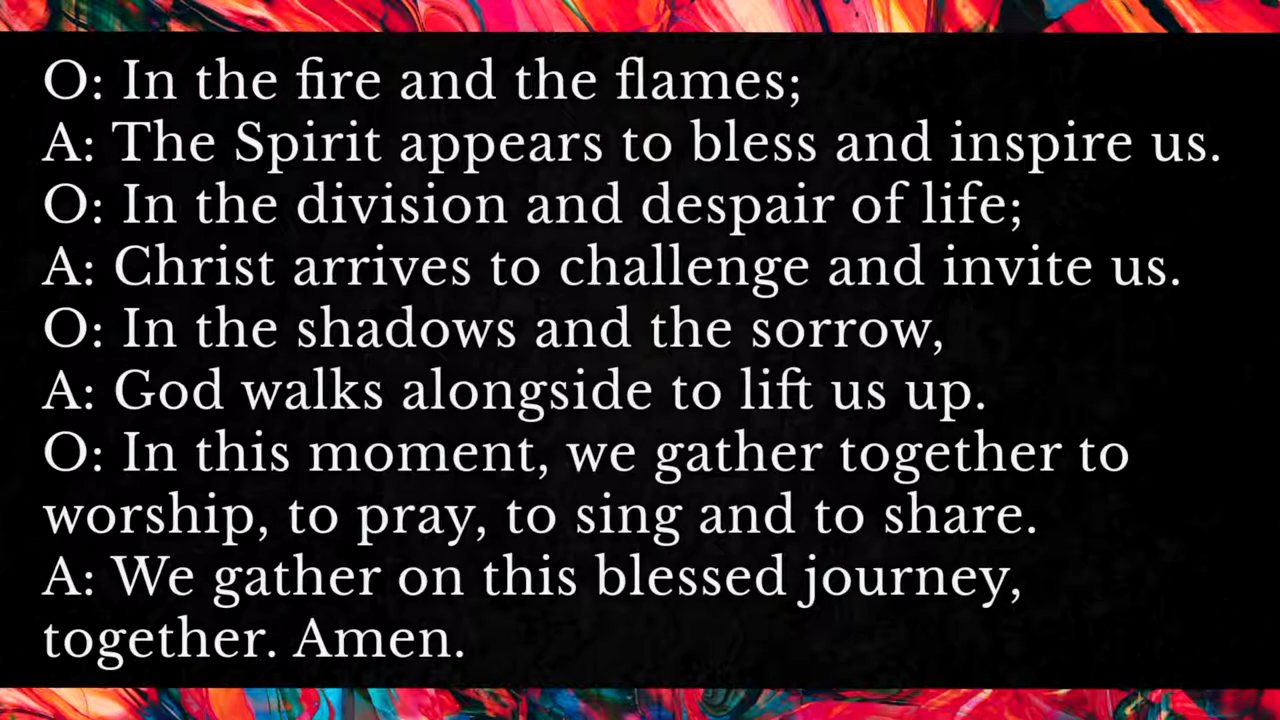 O: In the fire and the flames;
A: The Spirit appears to bless and inspire us.
O: In the division and despair of life;
A: Christ arrives to challenge and invite us.
O: In the shadows and the sorrow,
A: God walks alongside to lift us up.
O: In this moment, we gather together to
worship, to pray, to sing and to share.
A: We gather on this blessed journey,
together. Amen.